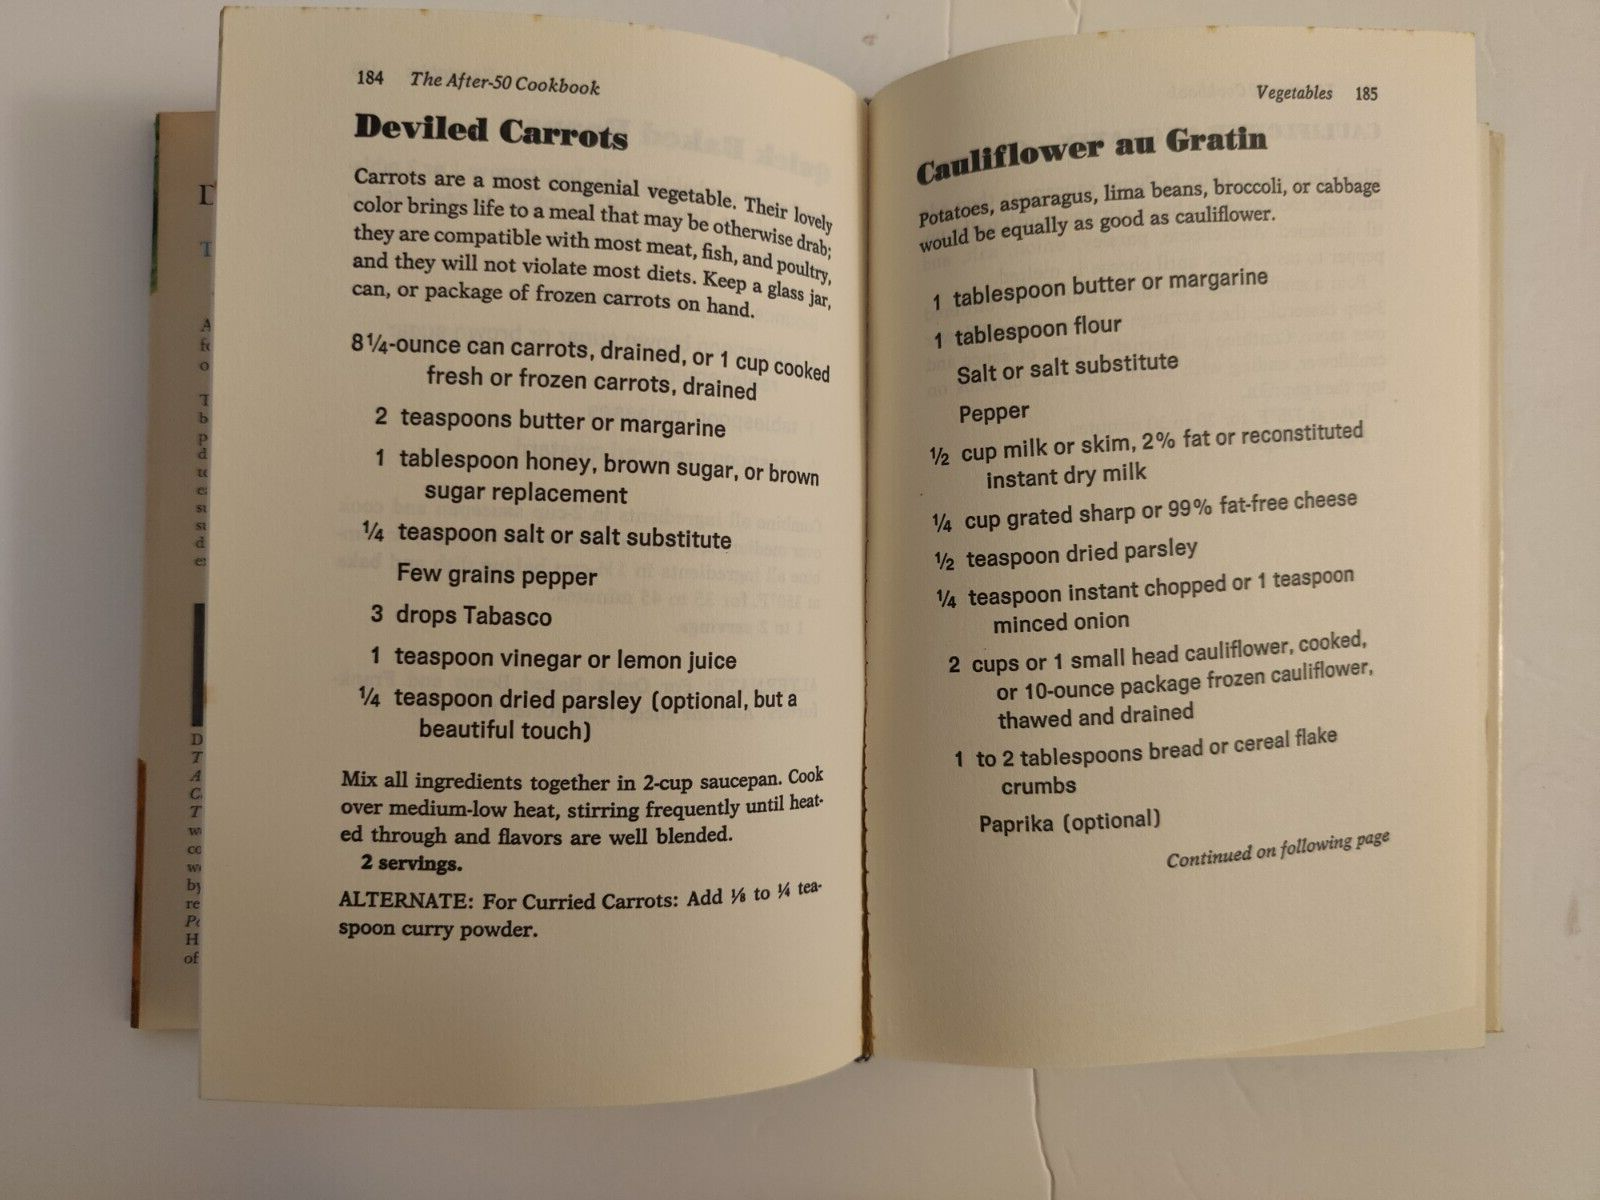 184 The After-50 Cookbook
Deviled Carrots
Carrots are a most congenial vegetable. Their lovely
color brings life to a meal that may be otherwise drab;
they are compatible with most meat, fish, and poultry,
and they will not violate most diets. Keep a glass jar,
can, or package of frozen carrots on hand.
8¼-ounce can carrots, drained, or 1 cup cooked
fresh or frozen carrots, drained
2 teaspoons butter or margarine
1 tablespoon honey, brown sugar, or brown
sugar replacement
¼ teaspoon salt or salt substitute
Few grains pepper
3 drops Tabasco
1 teaspoon vinegar or lemon juice
¼ teaspoon dried parsley (optional, but a
beautiful touch)
Mix all ingredients together in 2-cup saucepan. Cook
over medium-low heat, stirring frequently until heat-
ed through and flavors are well blended.
2 servings.
ALTERNATE: For Curried Carrots: Add ⅛ to ¼ tea-
spoon curry powder.
Vegetables 185
Cauliflower au Gratin
Potatoes, asparagus, lima beans, broccoli, or cabbage
would be equally as good as cauliflower.
1 tablespoon butter or margarine
1 tablespoon flour
Salt or salt substitute
Pepper
½ cup milk or skim, 2% fat or reconstituted
instant dry milk
¼ cup grated sharp or 99% fat-free cheese
½ teaspoon dried parsley
¼ teaspoon instant chopped or 1 teaspoon
minced onion
2 cups or 1 small head cauliflower, cooked,
or 10-ounce package frozen cauliflower,
thawed and drained
1 to 2 tablespoons bread or cereal flake
crumbs
Paprika (optional)
Continued on following page